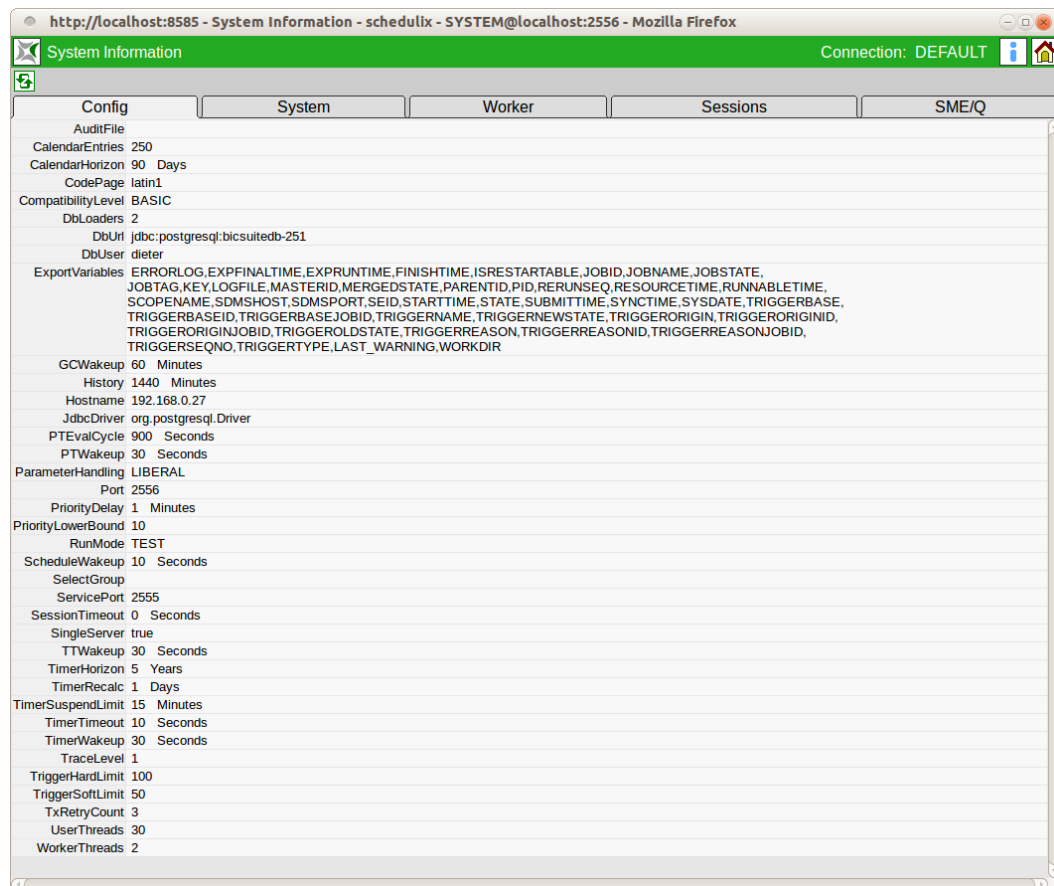 http://localhost:8585 - System Information - schedulix - SYSTEM@localhost:2556 - Mozilla Firefox
System Information Connection: DEFAULT
Config System Worker Sessions SME/Q
AuditFile
CalendarEntries 250
CalendarHorizon 90 Days
CodePage latin1
CompatibilityLevel BASIC
DbLoaders 2
DbUrl jdbc:postgresql:bicsuitedb-251
DbUser dieter
ExportVariables ERRORLOG,EXPFINALTIME,EXPRUNTIME,FINISHTIME,ISRESTARTABLE,JOBID,JOBNAME,JOBSTATE,
JOBTAG,KEY,LOGFILE,MASTERID,MERGEDSTATE,PARENTID,PID,RERUNSEQ,RESOURCETIME,RUNNABLETIME,
SCOPENAME,SDMSHOST,SDMSPORT,SEID,STARTTIME,STATE,SUBMITTIME,SYNCTIME,SYSDATE,TRIGGERBASE,
TRIGGERBASEID,TRIGGERBASEJOBID,TRIGGERNAME,TRIGGERNEWSTATE,TRIGGERORIGIN,TRIGGERORIGINID,
TRIGGERORIGINJOBID,TRIGGEROLDSTATE,TRIGGERREASON,TRIGGERREASONID,TRIGGERREASONJOBID,
TRIGGERSEQNO,TRIGGERTYPE,LAST_WARNING,WORKDIR
GCWakeup 60 Minutes
History 1440 Minutes
Hostname 192.168.0.27
JdbcDriver org.postgresql.Driver
PTEvalCycle 900 Seconds
PTWakeup 30 Seconds
ParameterHandling LIBERAL
Port 2556
PriorityDelay 1 Minutes
PriorityLowerBound 10
RunMode TEST
ScheduleWakeup 10 Seconds
SelectGroup
ServicePort 2555
SessionTimeout 0 Seconds
SingleServer true
TTWakeup 30 Seconds
TimerHorizon 5 Years
TimerRecalc 1 Days
TimerSuspendLimit 15 Minutes
TimerTimeout 10 Seconds
TimerWakeup 30 Seconds
TraceLevel 1
TriggerHardLimit 100
TriggerSoftLimit 50
TxRetryCount 3
UserThreads 30
WorkerThreads 2